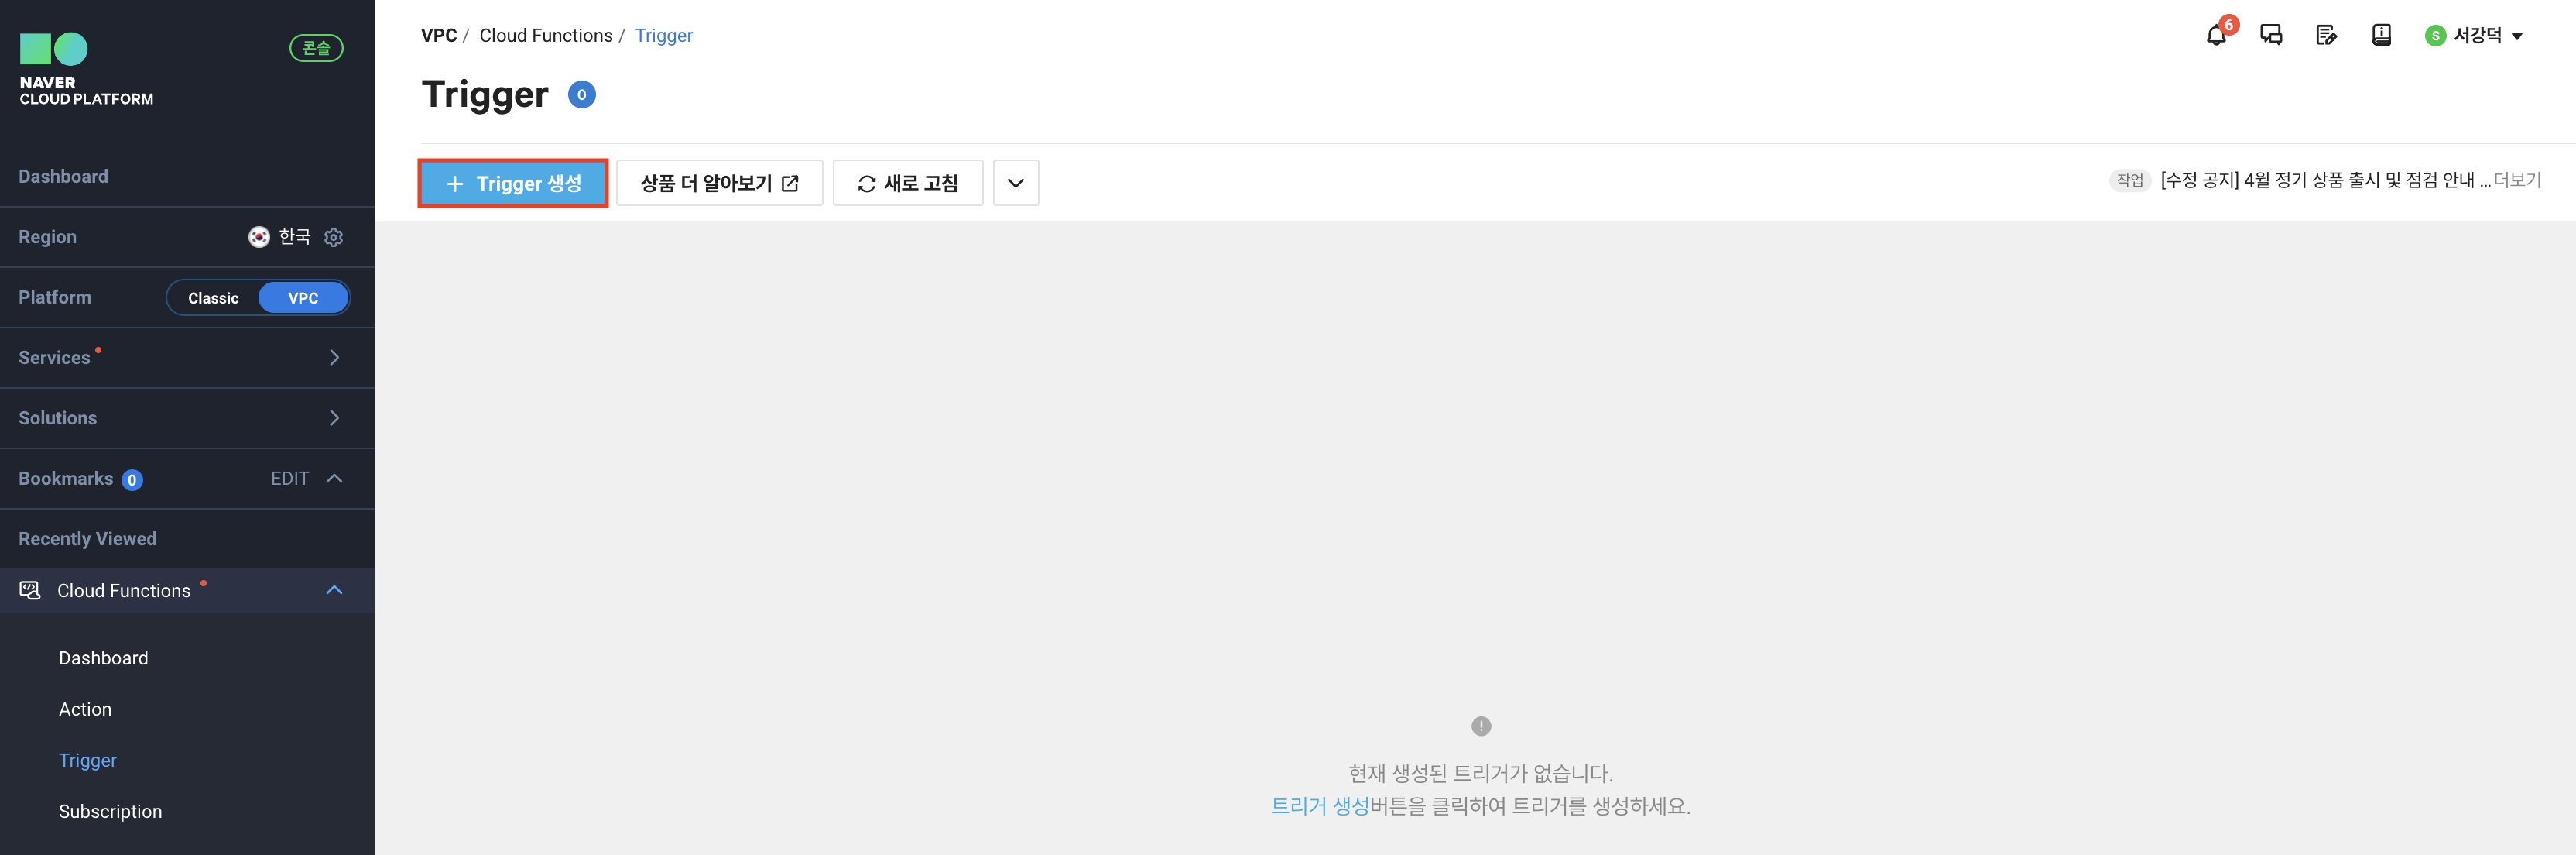 NAVER
CLOUD PLATFORM
콘솔
Dashboard
Region 한국
Platform Classic VPC
Services
Solutions
Bookmarks 0 EDIT
Recently Viewed
Cloud Functions
Dashboard
Action
Trigger
Subscription
VPC / Cloud Functions / Trigger
6
S 서강덕
Trigger 0
+ Trigger 생성 상품 더 알아보기 새로 고침
작업 [수정 공지] 4월 정기 상품 출시 및 점검 안내 ... 더보기
현재 생성된 트리거가 없습니다.
트리거 생성버튼을 클릭하여 트리거를 생성하세요.